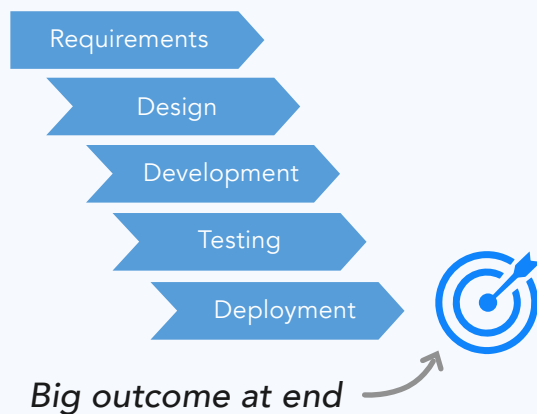 Requirements
Design
Development
Testing
Deployment
Big outcome at end